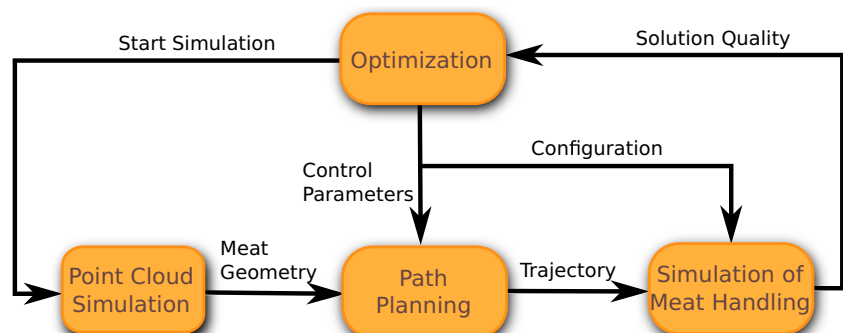 Start Simulation
Optimization
Solution Quality
Control
Parameters
Configuration
Point Cloud
Simulation
Meat
Geometry
Path
Planning
Trajectory
Simulation of
Meat Handling